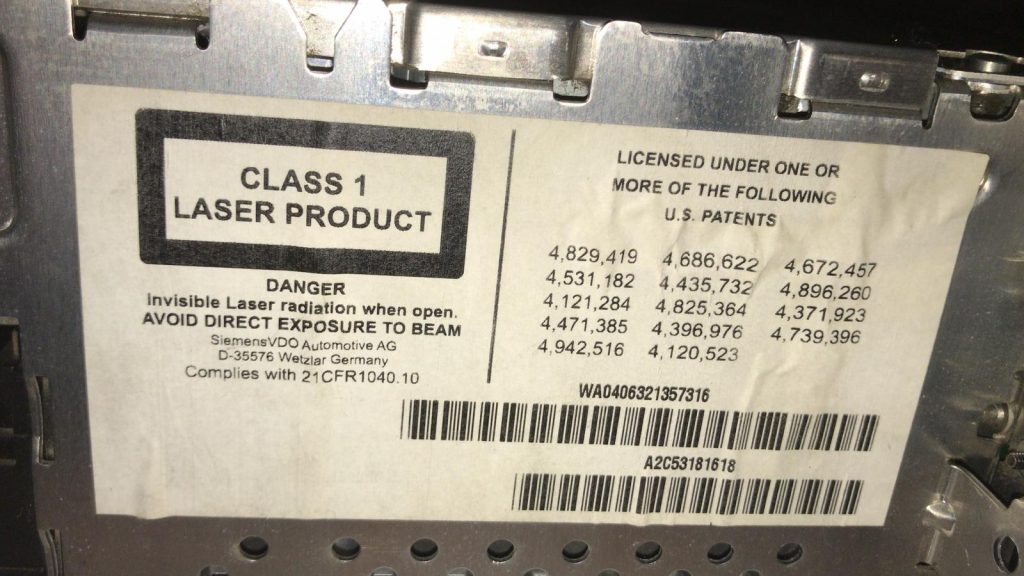 CLASS 1
LASER PRODUCT
DANGER
Invisible Laser radiation when open.
AVOID DIRECT EXPOSURE TO BEAM
SiemensVDO Automotive AG
D-35576 Wetzlar Germany
Complies with 21CFR1040.10
LICENSED UNDER ONE OR
MORE OF THE FOLLOWING
U.S. PATENTS
4,829,419 4,686,622 4,672,457
4,531,182 4,435,732 4,896,260
4,121,284 4,825,364 4,371,923
4,471,385 4,396,976 4,739,396
4,942,516 4,120,523
WA0406321357316
A2C53181618